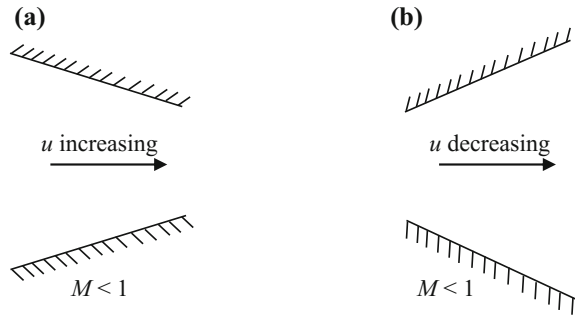 (a)
u increasing
M < 1
(b)
u decreasing
M < 1